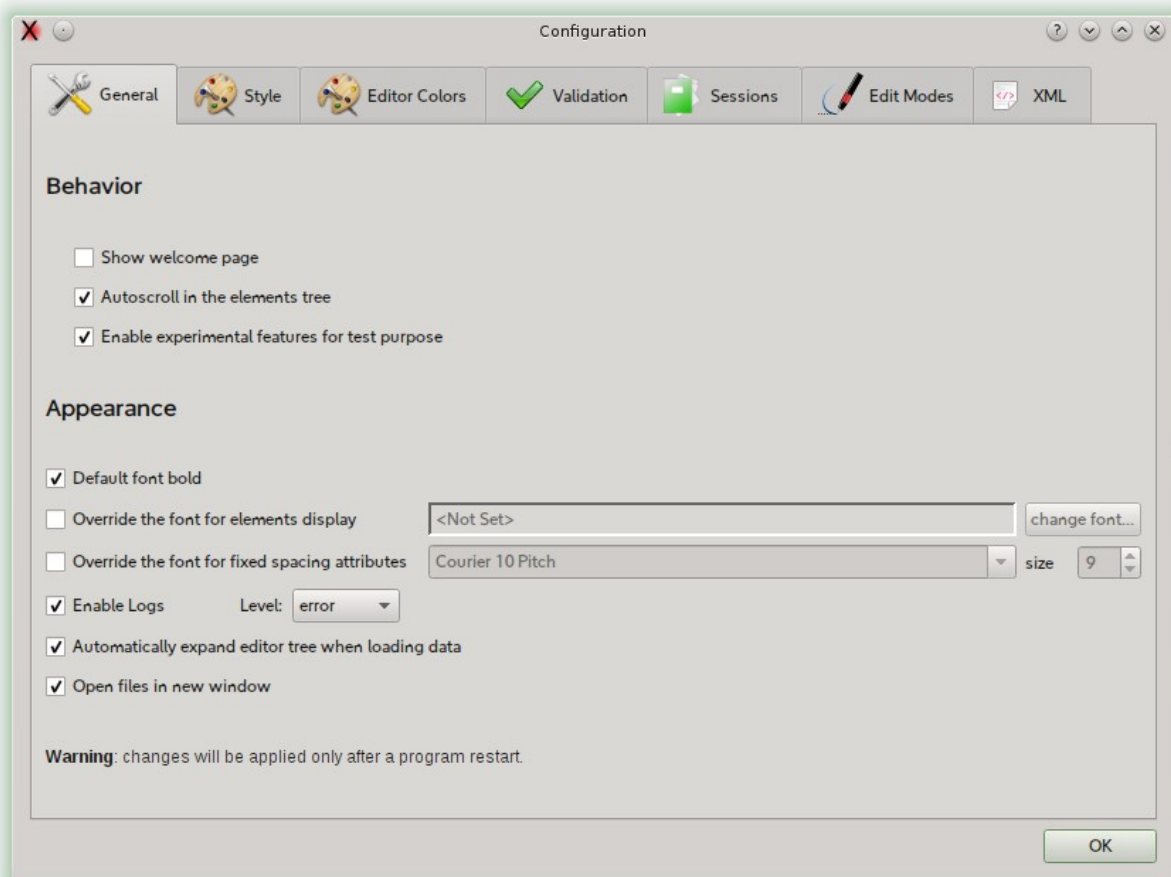 Configuration
General Style Editor Colors Validation Sessions Edit Modes XML
Behavior
Show welcome page
Autoscroll in the elements tree
Enable experimental features for test purpose
Appearance
Default font bold
Override the font for elements display <Not Set> change font...
Override the font for fixed spacing attributes Courier 10 Pitch size 9
Enable Logs Level: error
Automatically expand editor tree when loading data
Open files in new window
Warning: changes will be applied only after a program restart.
OK